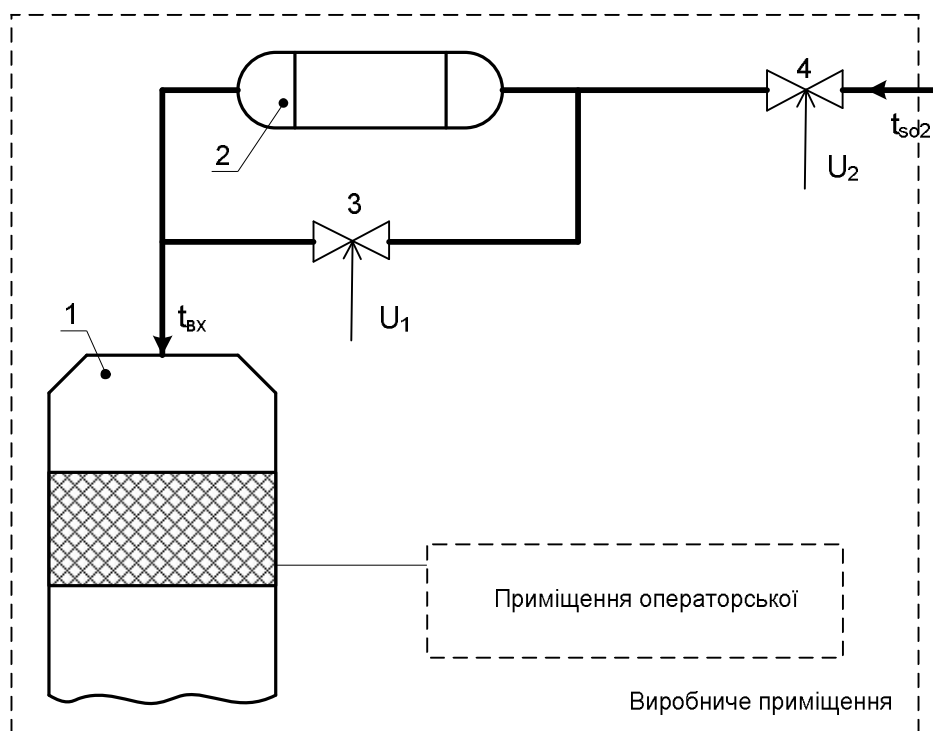 4
tso2
2
U2
3
1
tвх
U1
Приміщення операторської
Виробниче приміщення